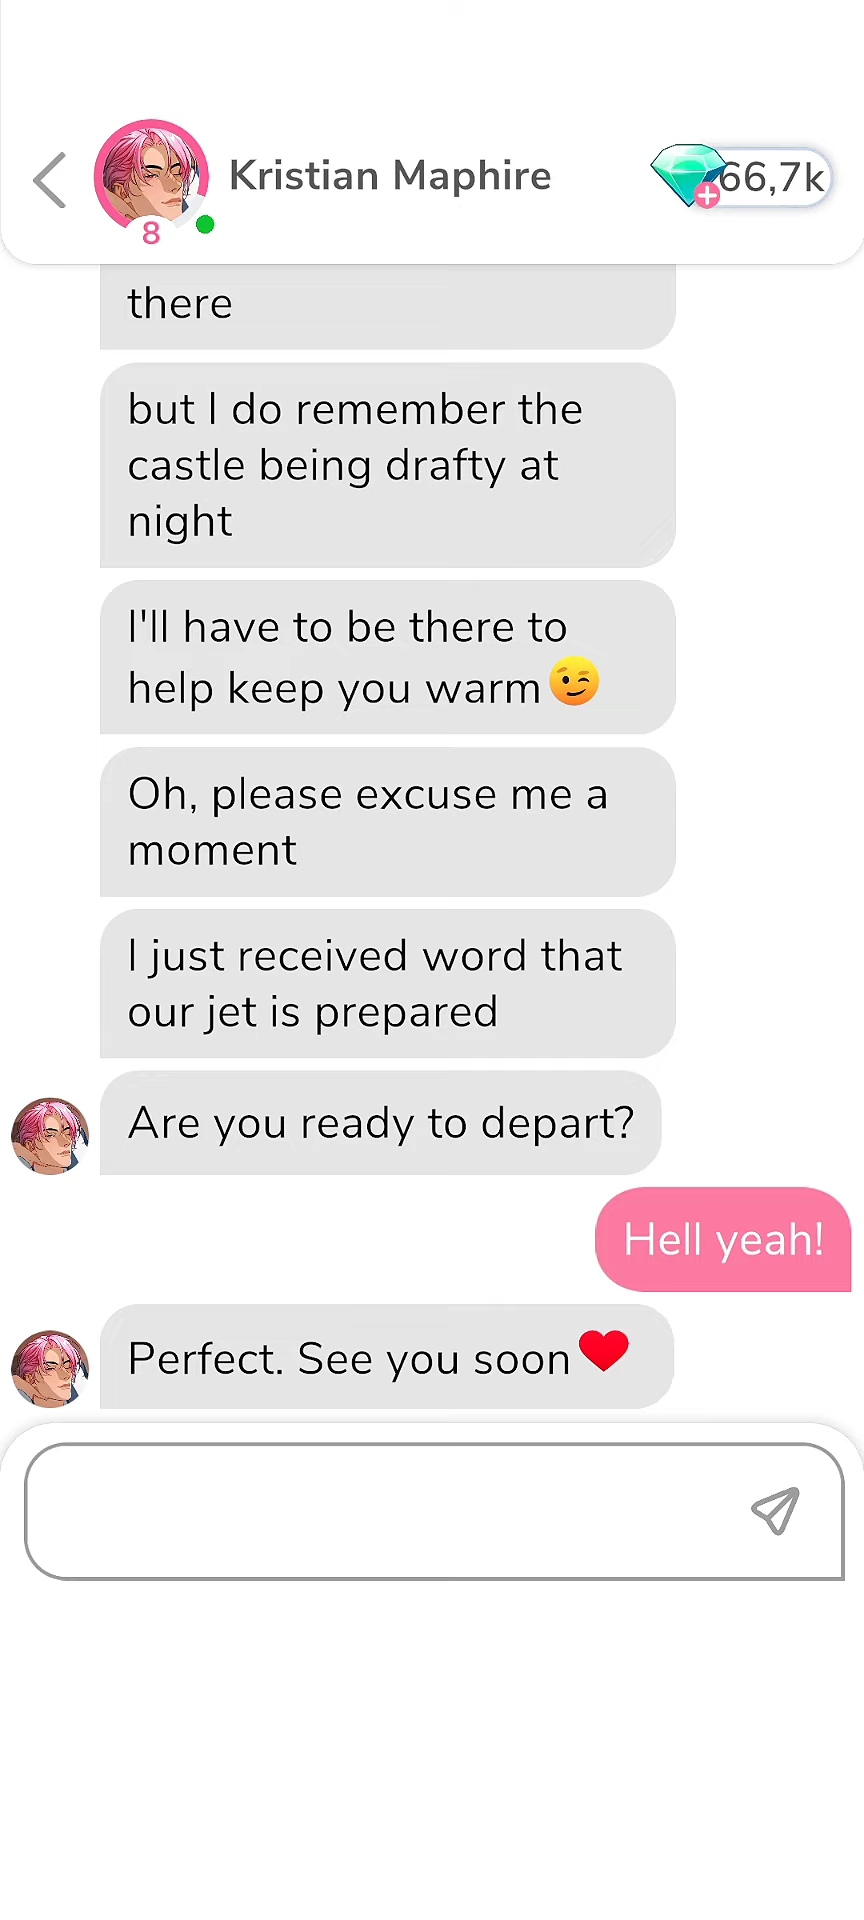 Kristian Maphire
66,7k
8
there
but I do remember the
castle being drafty at
night
I'll have to be there to
help keep you warm😉
Oh, please excuse me a
moment
I just received word that
our jet is prepared
Are you ready to depart?
Hell yeah!
Perfect. See you soon❤️